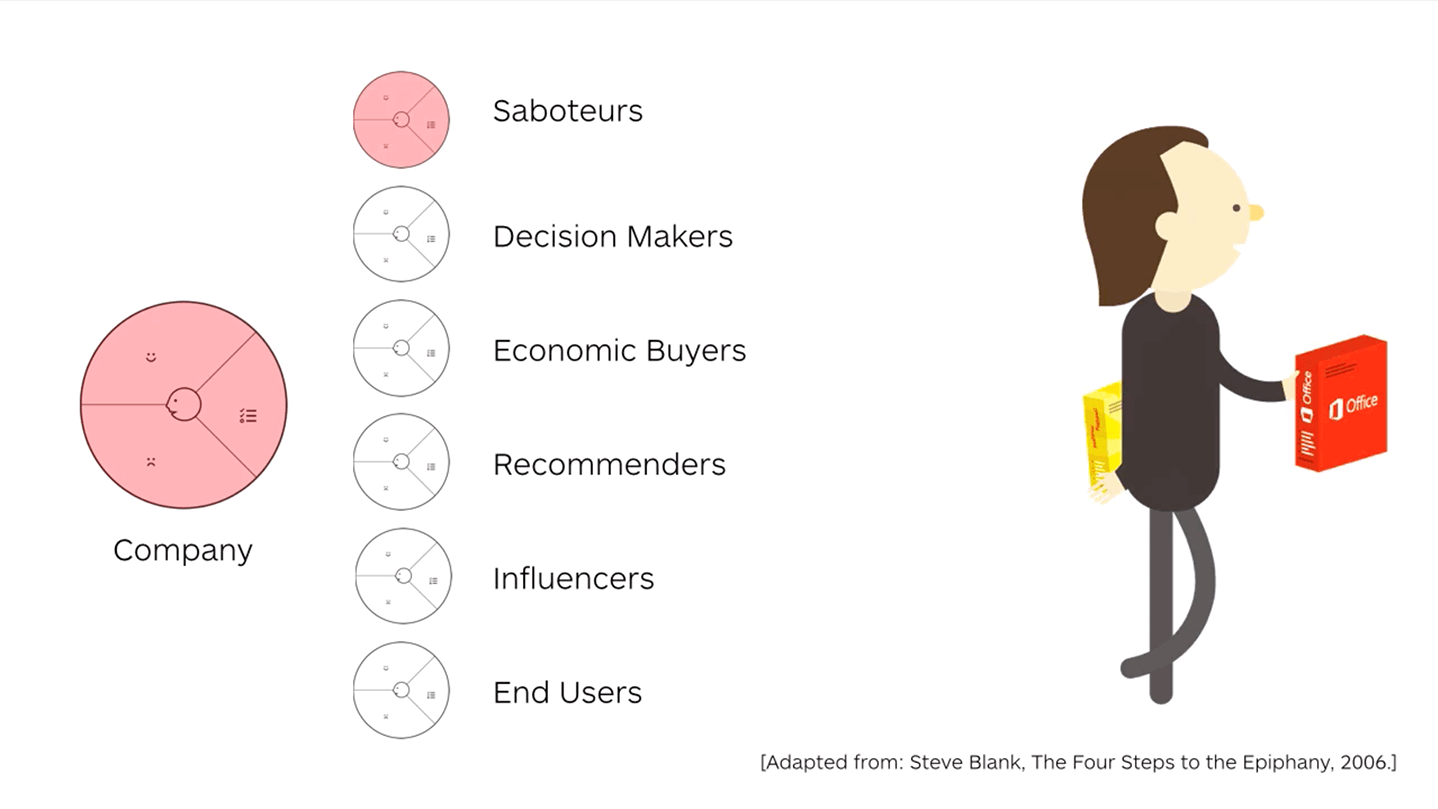 Saboteurs
Decision Makers
Economic Buyers
Recommenders
Influencers
End Users
Company
Office
Office
[Adapted from: Steve Blank, The Four Steps to the Epiphany, 2006.]